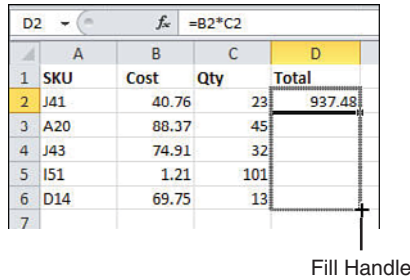 D2 fx =B2*C2
A B C D
1 SKU Cost Qty Total
2 J41 40.76 23 937.48
3 A20 88.37 45
4 J43 74.91 32
5 I51 1.21 101
6 D14 69.75 13
7
Fill Handle